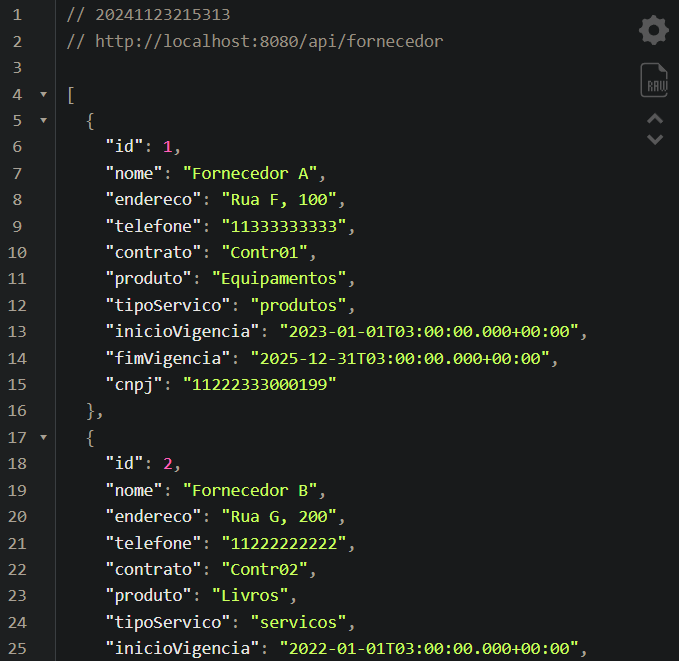 1 // 20241123215313
2 // http://localhost:8080/api/fornecedor
3
4 [
5 {
6 "id": 1,
7 "nome": "Fornecedor A",
8 "endereco": "Rua F, 100",
9 "telefone": "11333333333",
10 "contrato": "Contr01",
11 "produto": "Equipamentos",
12 "tipoServico": "produtos",
13 "inicioVigencia": "2023-01-01T03:00:00.000+00:00",
14 "fimVigencia": "2025-12-31T03:00:00.000+00:00",
15 "cnpj": "11222333000199"
16 },
17 {
18 "id": 2,
19 "nome": "Fornecedor B",
20 "endereco": "Rua G, 200",
21 "telefone": "11222222222",
22 "contrato": "Contr02",
23 "produto": "Livros",
24 "tipoServico": "servicos",
25 "inicioVigencia": "2022-01-01T03:00:00.000+00:00",
RAW